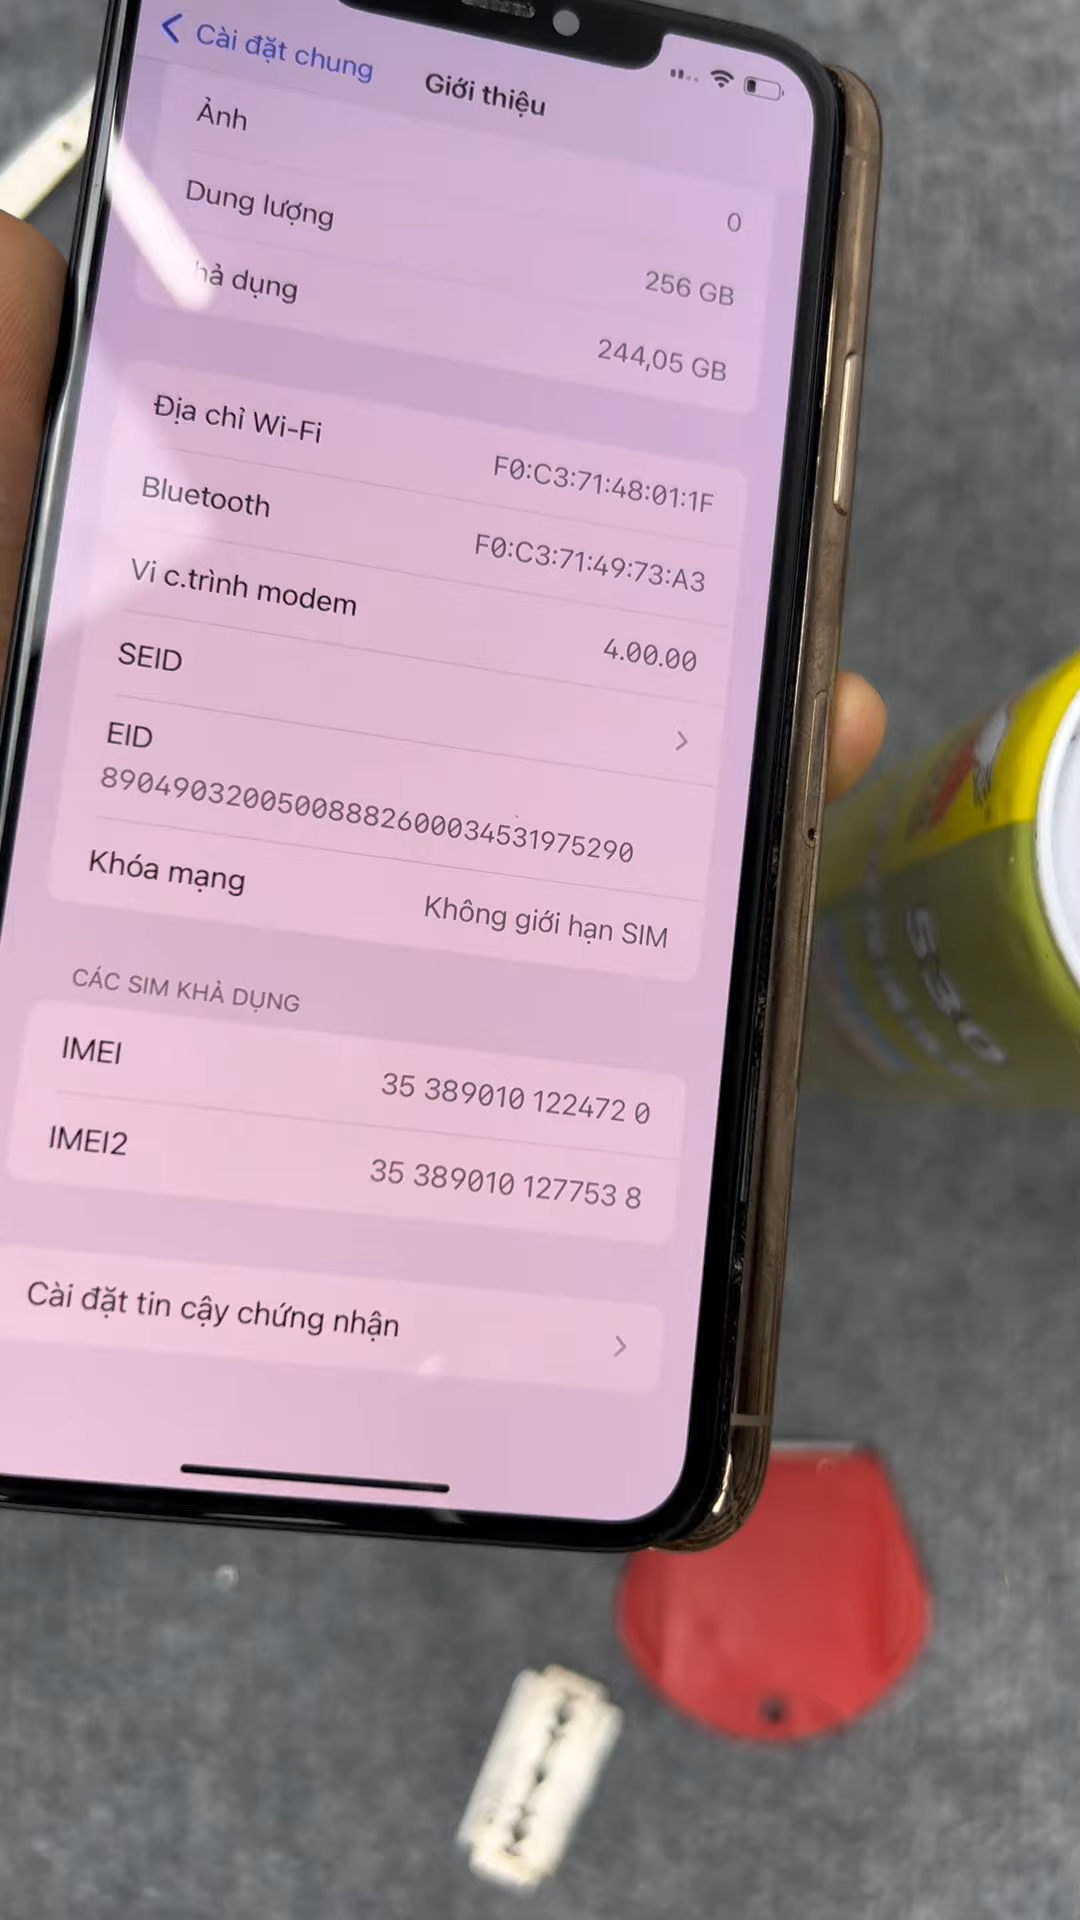 Cài đặt chung
Giới thiệu
Ảnh
0
Dung lượng
256 GB
hả dụng
244,05 GB
Địa chỉ Wi-Fi
F0:C3:71:48:01:1F
Bluetooth
F0:C3:71:49:73:A3
Vi c.trình modem
4.00.00
SEID
EID
89049032005008882600034531975290
Khóa mạng
Không giới hạn SIM
CÁC SIM KHẢ DỤNG
IMEI
35 389010 122472 0
IMEI2
35 389010 127753 8
Cài đặt tin cậy chứng nhận
530